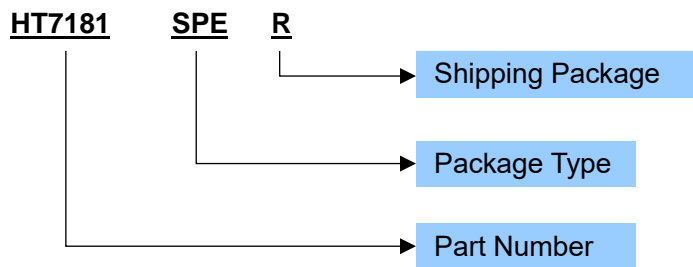 HT7181 SPE R
Shipping Package
Package Type
Part Number